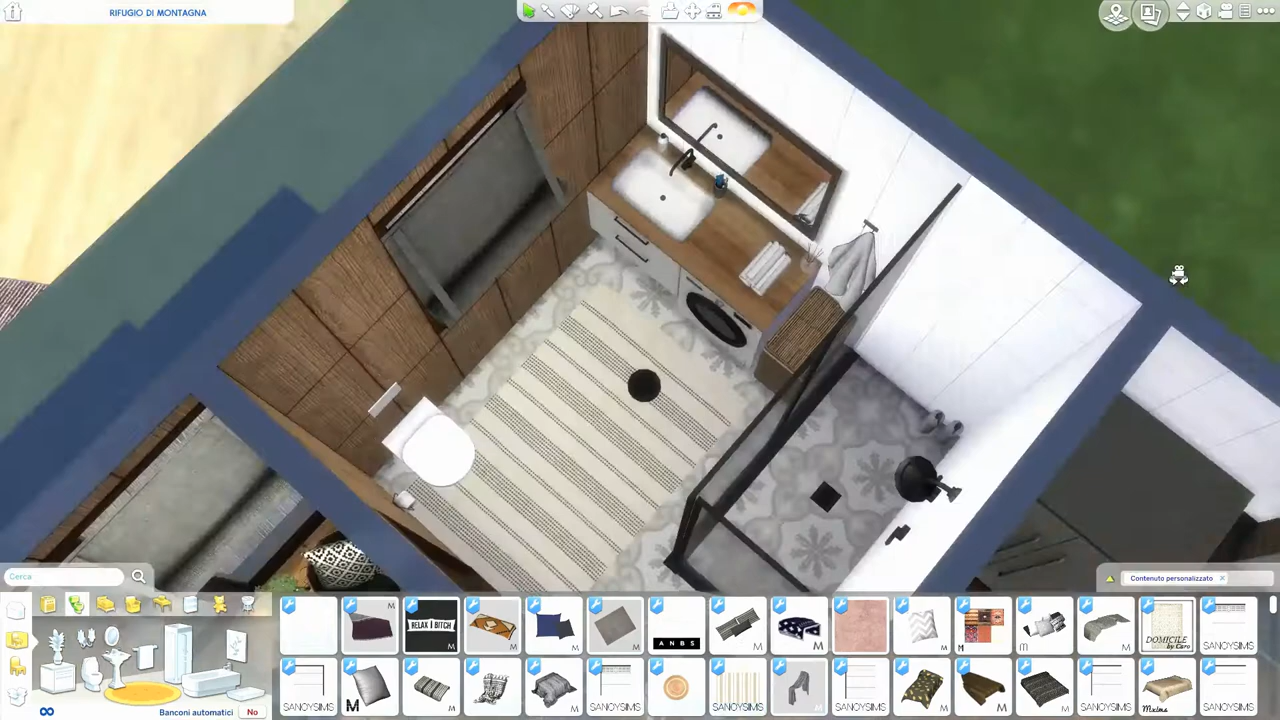 RIFUGIO DI MONTAGNA
Contenuto personalizzato
Cerca
Banconi automatici No
M
RELAX BITCH
M
M
M
M
ANBS
M
M
M
M
M
M
DOMICILE
by Caro
SANOYSIMS
SANOYSIMS
M
M
M
M
SANOYSIMS
SANOYSIMS
M
SANOYSIMS
M
M
M
SANOYSIMS
Mxims
SANOYSIMS